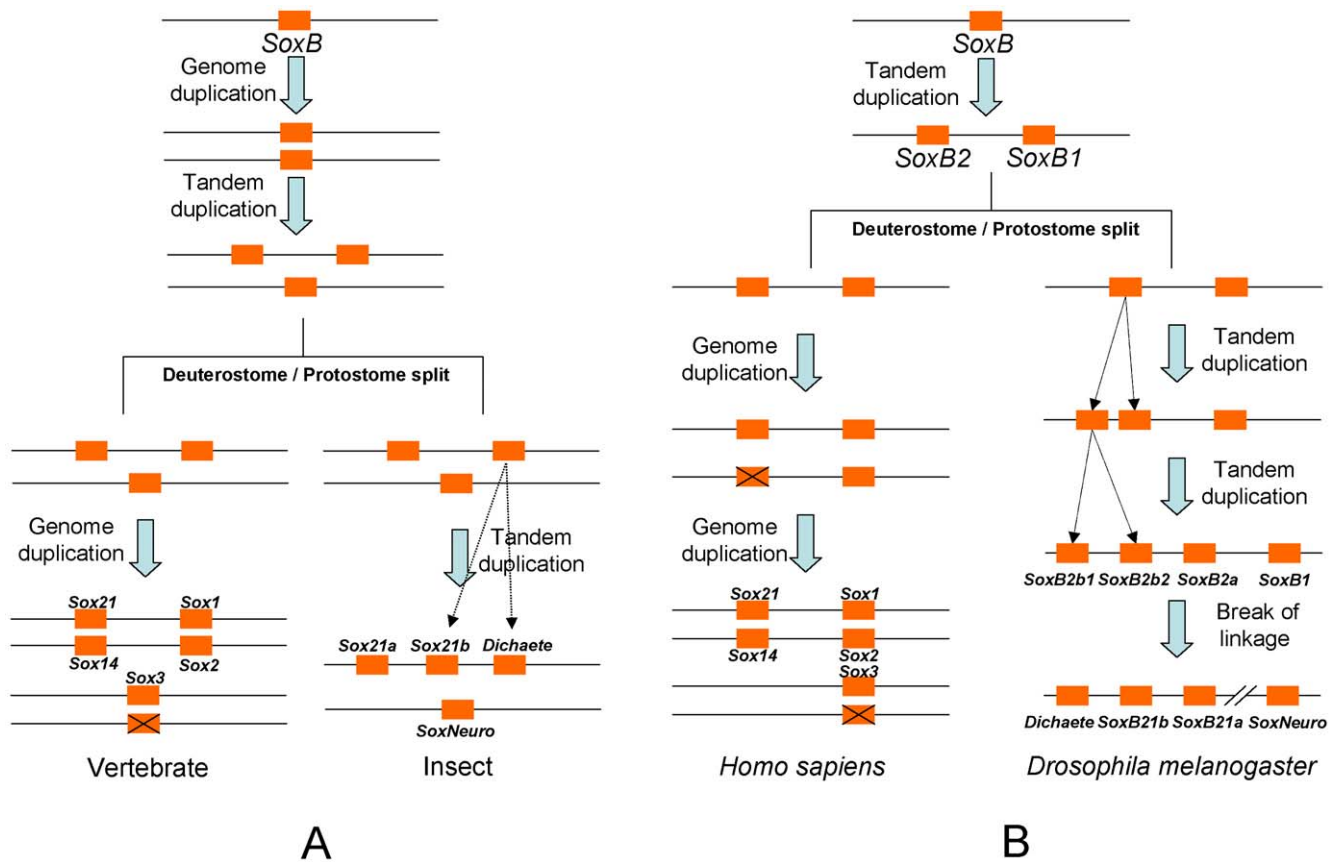 SoxB
Genome
duplication
Tandem
duplication
Deuterostome / Protostome split
Genome
duplication
Tandem
duplication
Sox21 Sox1
Sox14 Sox2
Sox3
Sox21a Sox21b Dichaete
SoxNeuro
Vertebrate
Insect
A
SoxB
Tandem
duplication
SoxB2 SoxB1
Deuterostome / Protostome split
Genome
duplication
Genome
duplication
Sox21 Sox1
Sox14 Sox2
Sox3
Tandem
duplication
Tandem
duplication
SoxB2b1 SoxB2b2 SoxB2a SoxB1
Break of
linkage
Dichaete SoxB21b SoxB21a SoxNeuro
Homo sapiens
Drosophila melanogaster
B